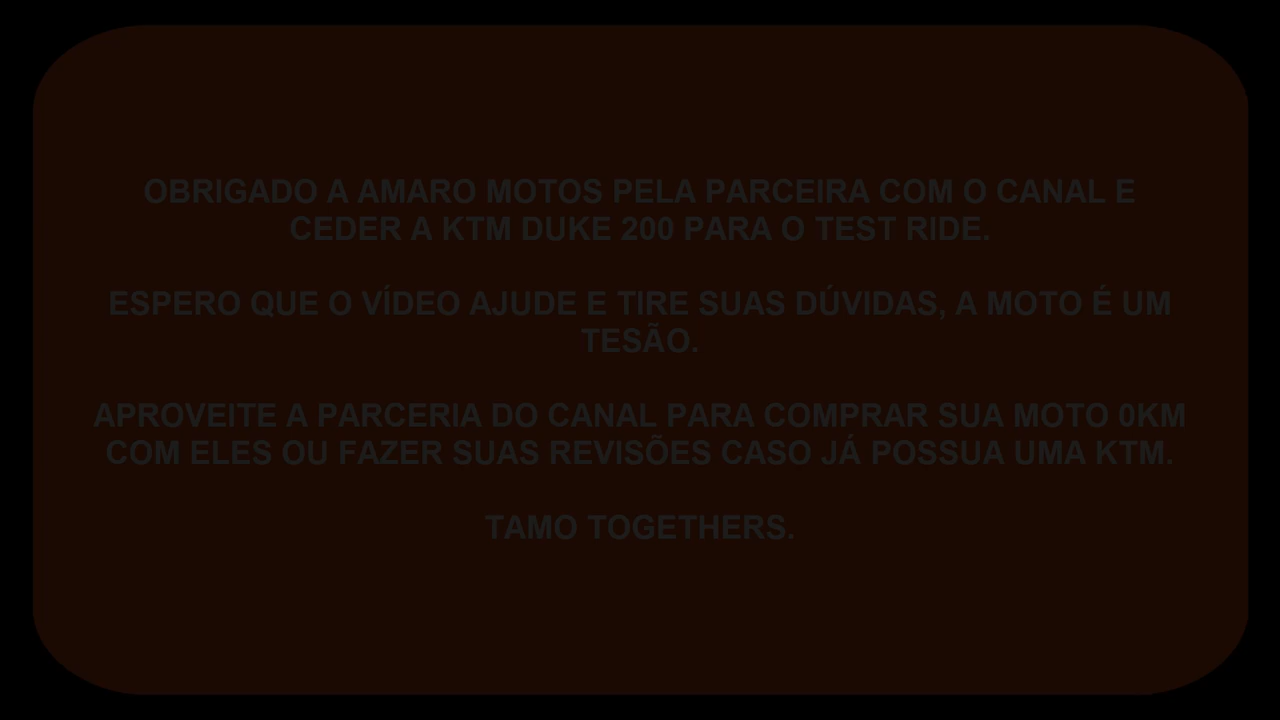 OBRIGADO A AMARO MOTOS PELA PARCEIRA COM O CANAL E
CEDER A KTM DUKE 200 PARA O TEST RIDE.
ESPERO QUE O VÍDEO AJUDE E TIRE SUAS DÚVIDAS, A MOTO É UM
TESÃO.
APROVEITE A PARCERIA DO CANAL PARA COMPRAR SUA MOTO 0KM
COM ELES OU FAZER SUAS REVISÕES CASO JÁ POSSUA UMA KTM.
TAMO TOGETHERS.